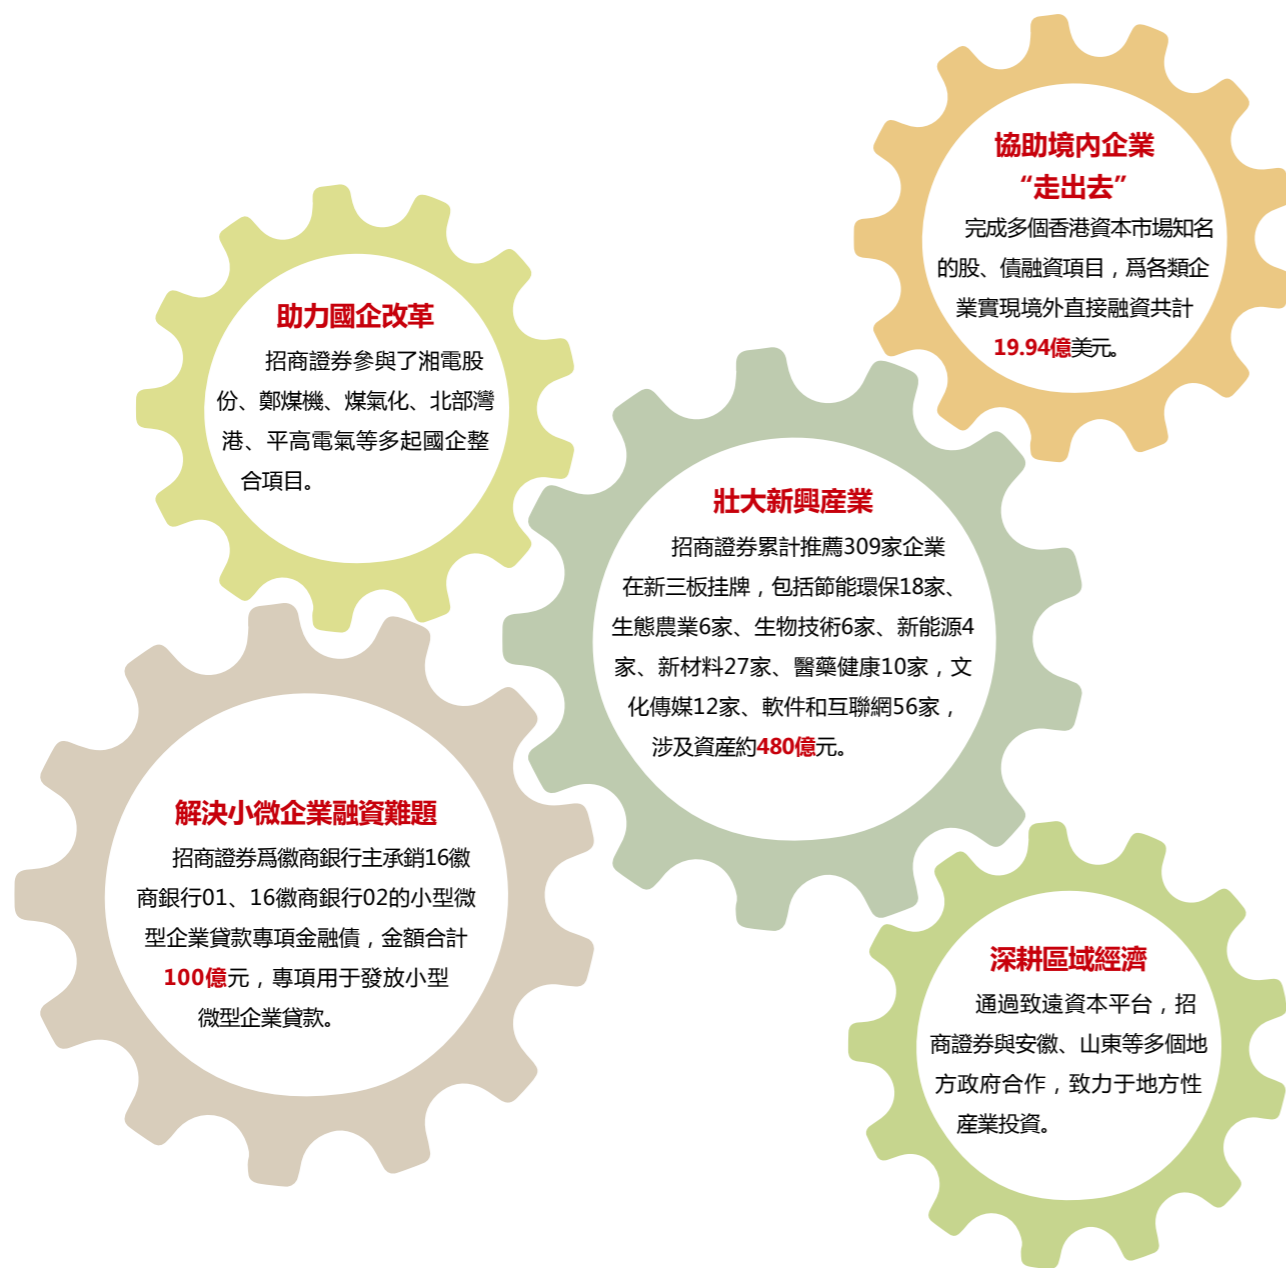 協助境内企業
“走出去”
完成多個香港資本市場知名
的股、債融資項目，爲各類企
業實現境外直接融資共計
19.94億美元。
助力國企改革
招商證券參與了湘電股
份、鄭煤機、煤氣化、北部灣
港、平高電氣等多起國企整
合項目。
壯大新興産業
招商證券累計推薦309家企業
在新三板挂牌，包括節能環保18家、
生態農業6家、生物技術6家、新能源4
家、新材料27家、醫藥健康10家，文
化傳媒12家、軟件和互聯網56家，
涉及資産約480億元。
解決小微企業融資難題
招商證券爲徽商銀行主承銷16徽
商銀行01、16徽商銀行02的小型微
型企業貸款專項金融債，金額合計
100億元，專項用于發放小型
微型企業貸款。
深耕區域經濟
通過致遠資本平台，招
商證券與安徽、山東等多個地
方政府合作，致力于地方性
産業投資。